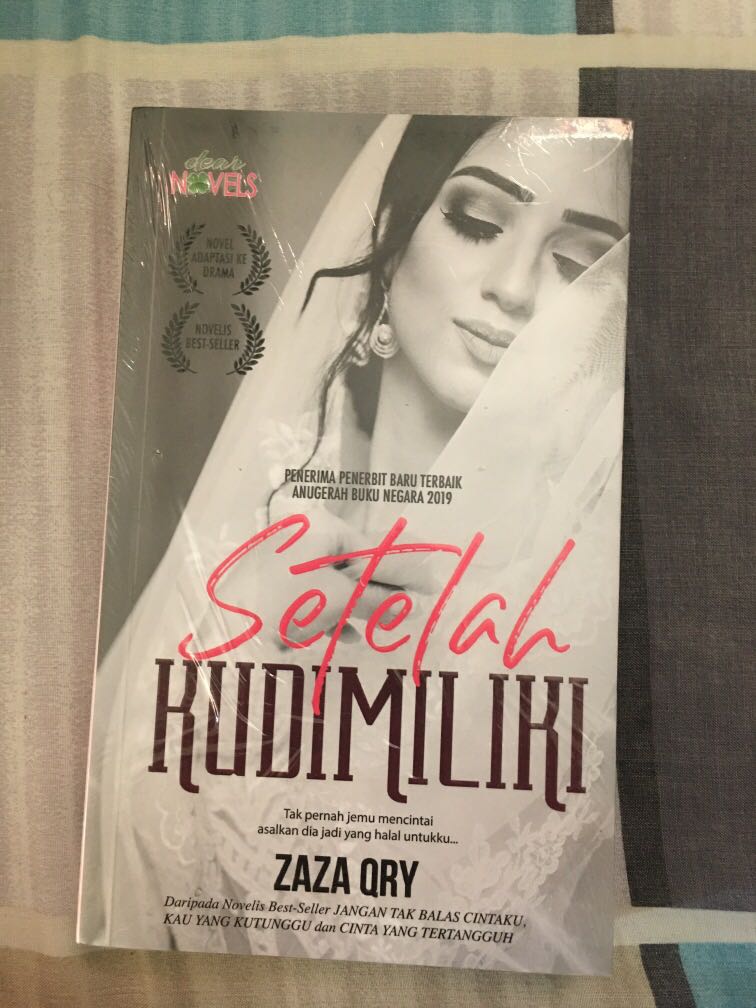 dear
NOVELS
NOVEL
ADAPTASI KE
DRAMA
NOVELIS
BEST-SELLER
PENERIMA PENERBIT BARU TERBAIK
ANUGERAH BUKU NEGARA 2019
Setelah
KUDIMILIKI
Tak pernah jemu mencintai
asalkan dia jadi yang halal untukku...
ZAZA QRY
Daripada Novelis Best-Seller JANGAN TAK BALAS CINTAKU,
KAU YANG KUTUNGGU dan CINTA YANG TERTANGGUH